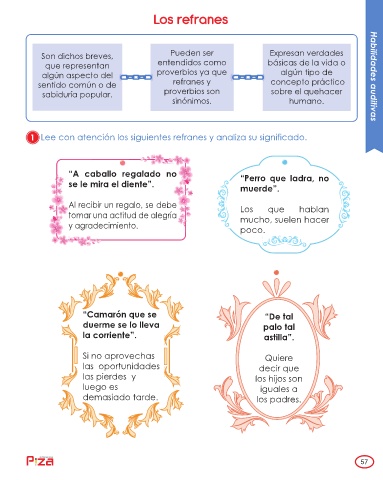 Los refranes
Son dichos breves,
que representan
algún aspecto del
sentido común o de
sabiduría popular.
Pueden ser
entendidos como
proverbios ya que
refranes y
proverbios son
sinónimos.
Expresan verdades
básicas de la vida o
algún tipo de
concepto práctico
sobre el quehacer
humano.
Habilidades auditivas
1 Lee con atención los siguientes refranes y analiza su significado.
“A caballo regalado no
se le mira el diente”.
Al recibir un regalo, se debe
tomar una actitud de alegría
y agradecimiento.
“Perro que ladra, no
muerde”.
Los que hablan
mucho, suelen hacer
poco.
“Camarón que se
duerme se lo lleva
la corriente”.
Si no aprovechas
las oportunidades
las pierdes y
luego es
demasiado tarde.
“De tal
palo tal
astilla”.
Quiere
decir que
los hijos son
iguales a
los padres.
57